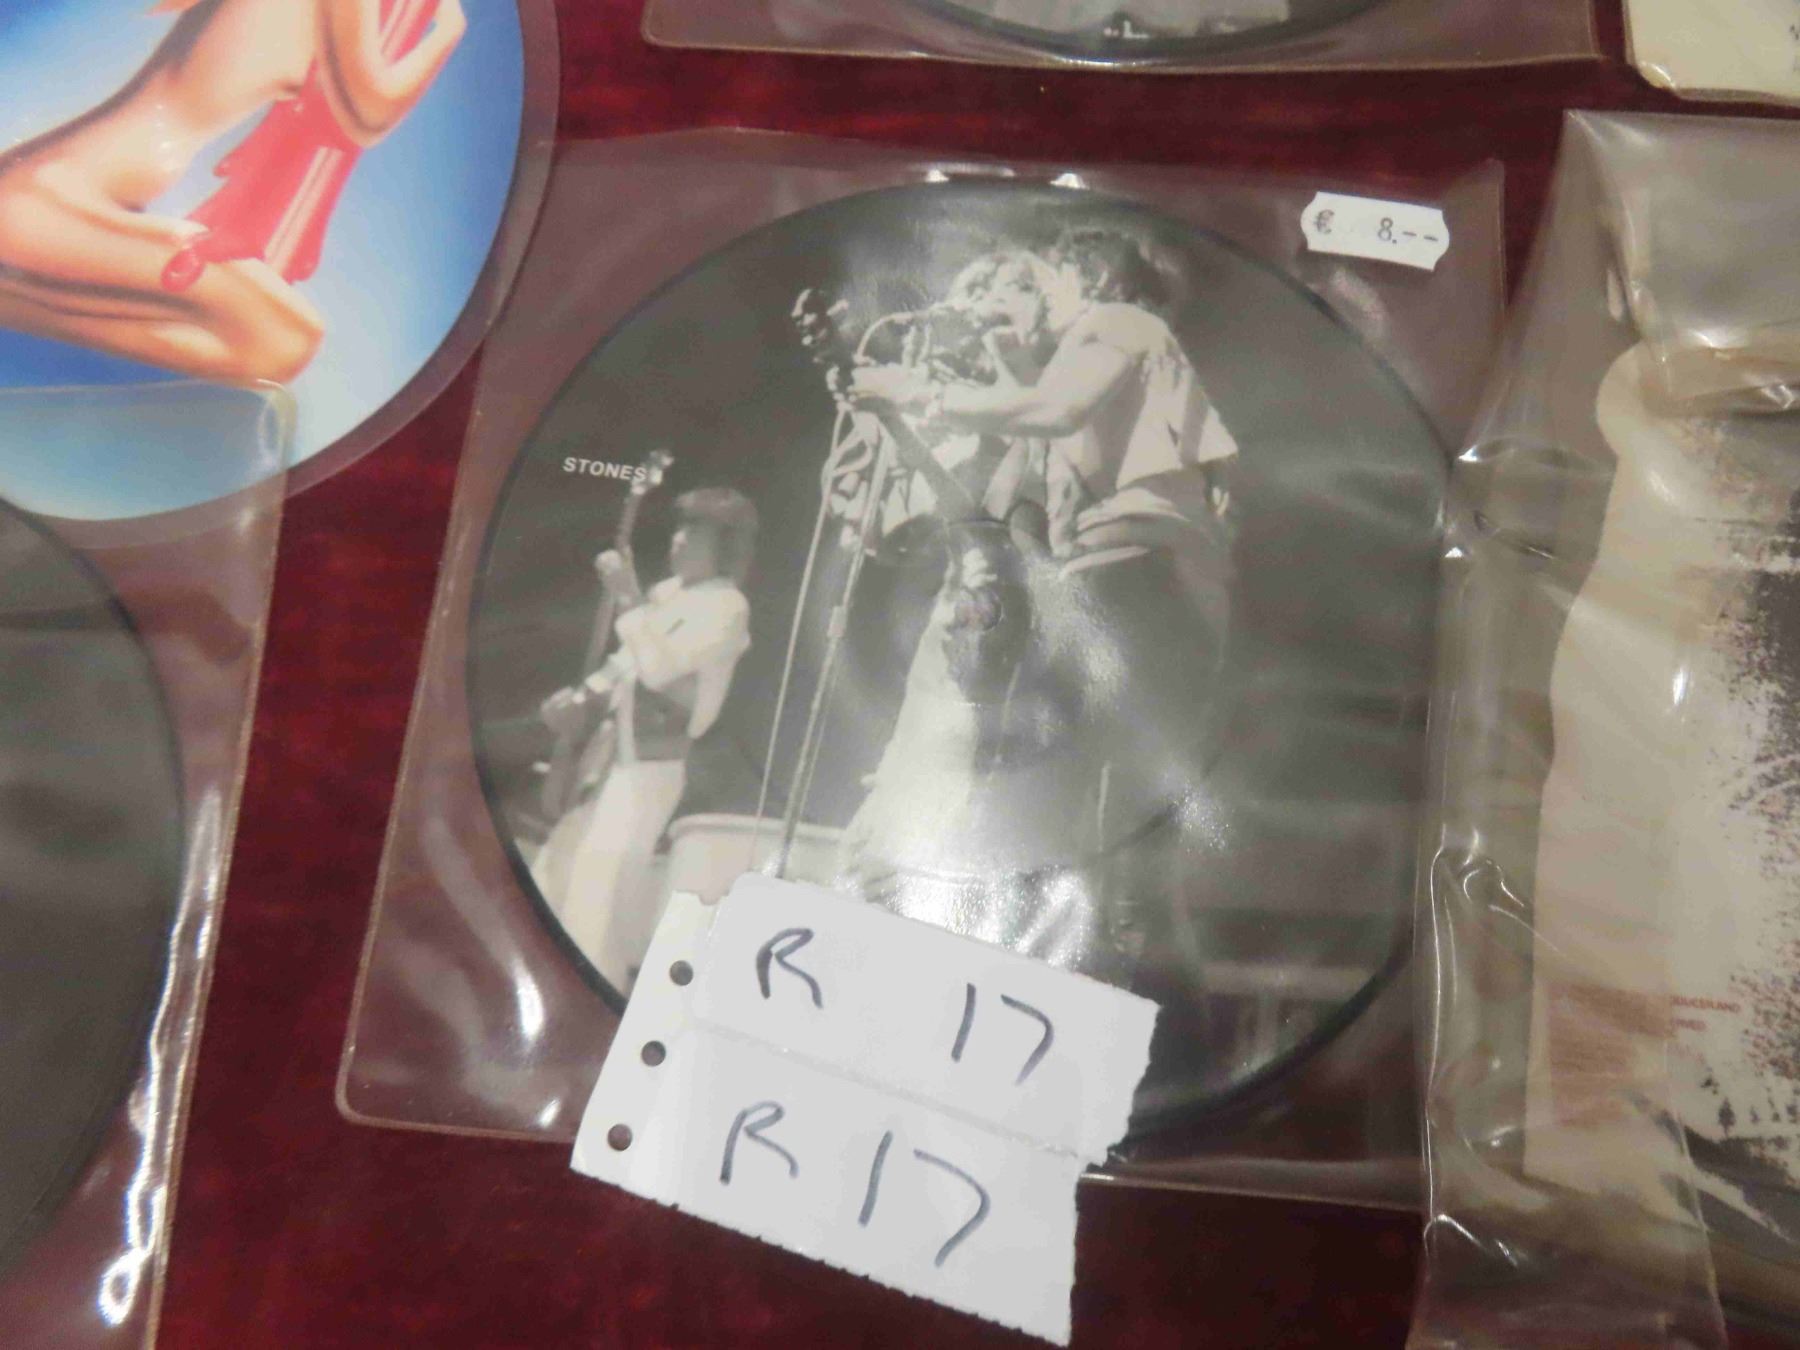 € 8.--
STONES
R 17
R 17